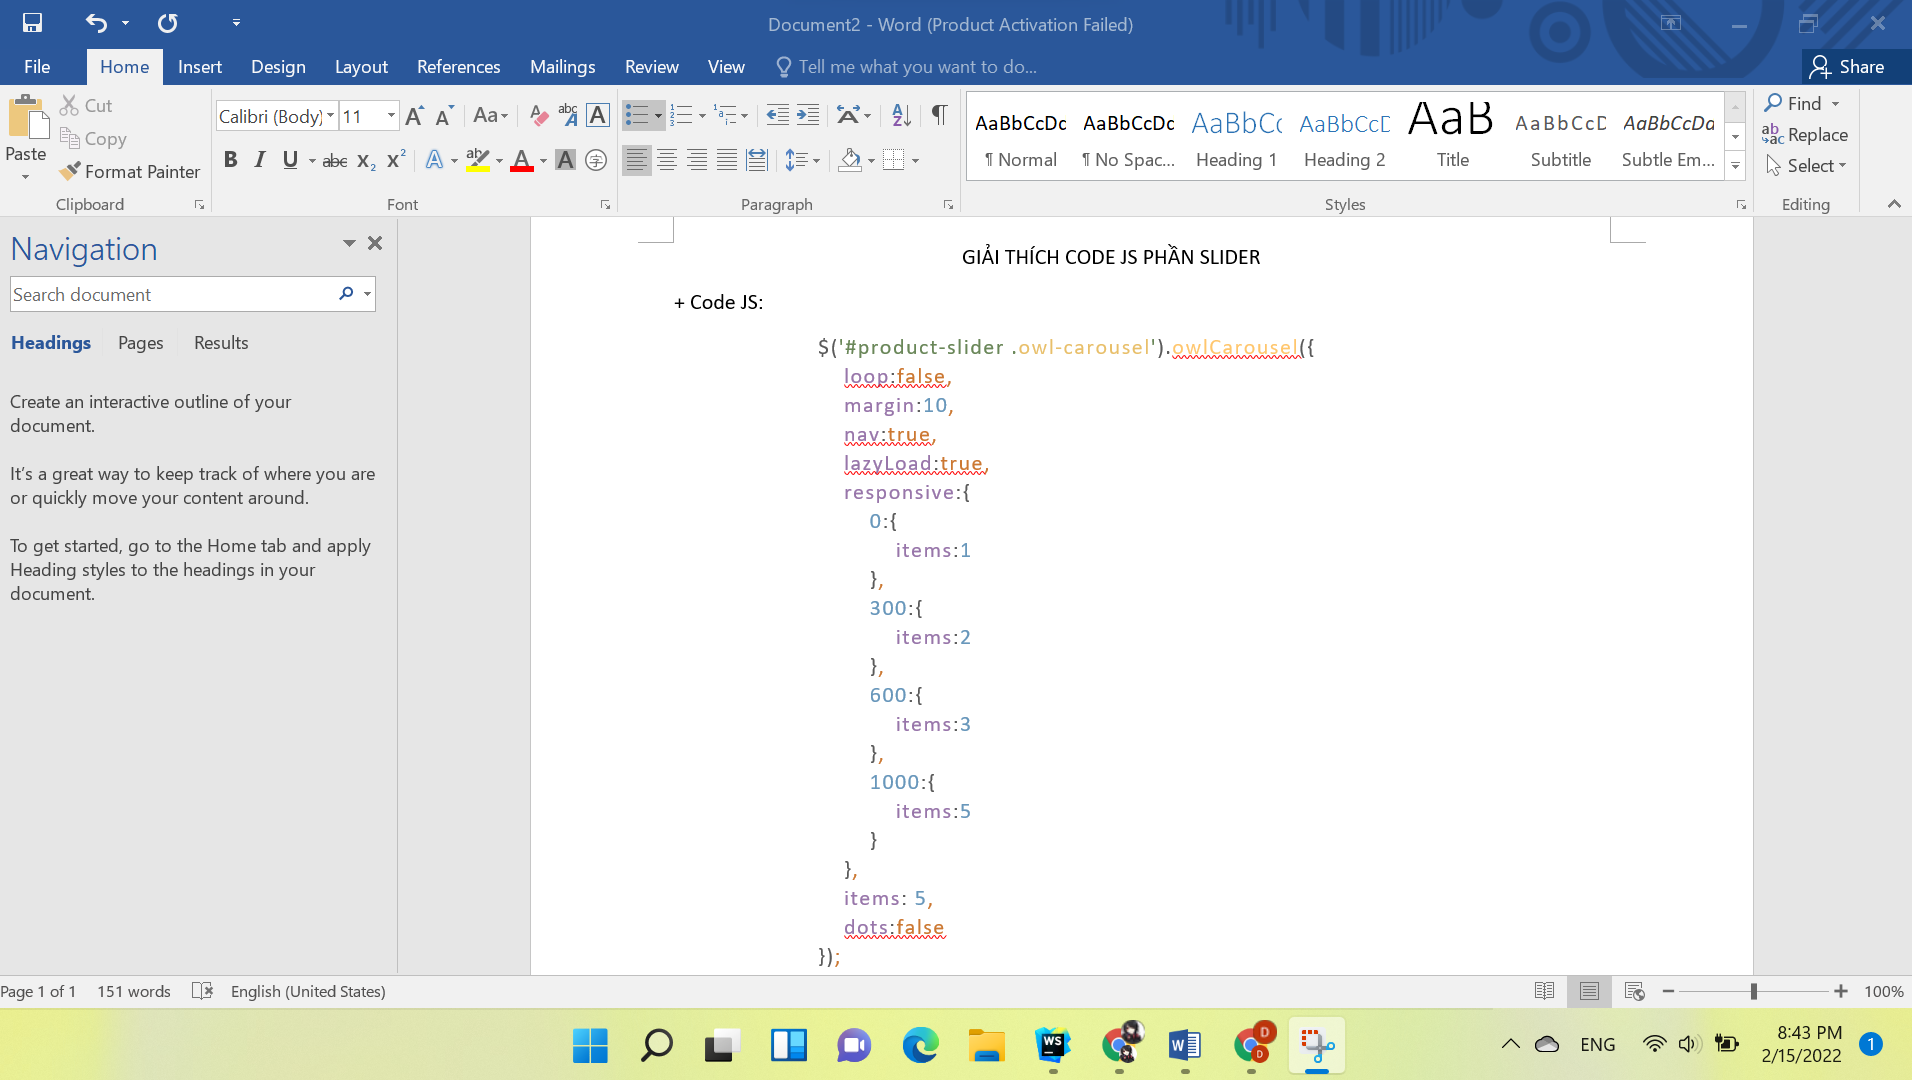 Document2 - Word (Product Activation Failed)
File Home Insert Design Layout References Mailings Review View Tell me what you want to do... Share
Paste
Cut
Copy
Format Painter
Clipboard
Calibri (Body) 11
Font
Paragraph
AaBbCcDc AaBbCcDc AaBbCc AaBbCcD AaB AaBbCcD AaBbCcDa
¶ Normal ¶ No Spac... Heading 1 Heading 2 Title Subtitle Subtle Em...
Styles
Find
Replace
Select
Editing
Navigation
Search document
Headings Pages Results
Create an interactive outline of your
document.
It's a great way to keep track of where you are
or quickly move your content around.
To get started, go to the Home tab and apply
Heading styles to the headings in your
document.
GIẢI THÍCH CODE JS PHẦN SLIDER
+ Code JS:
$('#product-slider .owl-carousel').owlCarousel({
loop:false,
margin:10,
nav:true,
lazyLoad:true,
responsive:{
0:{
items:1
},
300:{
items:2
},
600:{
items:3
},
1000:{
items:5
}
},
items: 5,
dots:false
});
Page 1 of 1 151 words English (United States) 100%
ENG
8:43 PM
2/15/2022
1